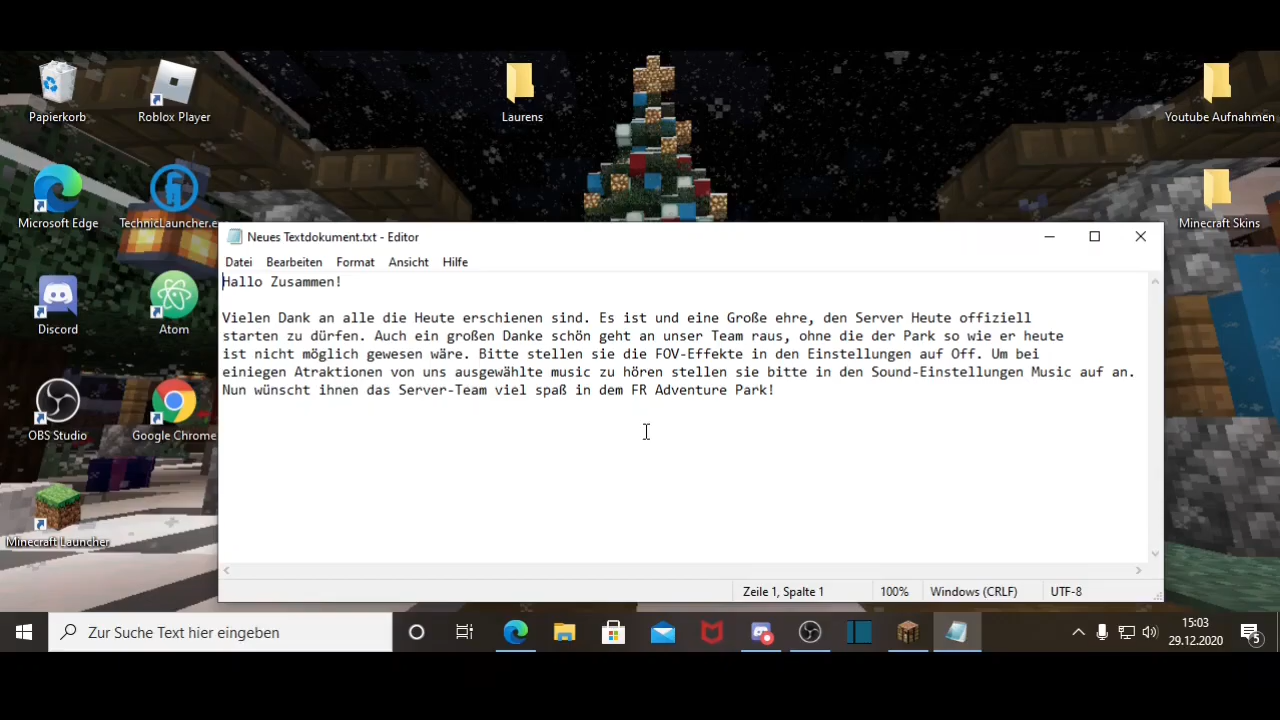 Papierkorb
Roblox Player
Laurens
Youtube Aufnahmen
Microsoft Edge
TechnicLauncher.e
Minecraft Skins
Neues Textdokument.txt - Editor
Datei Bearbeiten Format Ansicht Hilfe
Hallo Zusammen!
Vielen Dank an alle die Heute erschienen sind. Es ist und eine Große ehre, den Server Heute offiziell
starten zu dürfen. Auch ein großen Danke schön geht an unser Team raus, ohne die der Park so wie er heute
ist nicht möglich gewesen wäre. Bitte stellen sie die FOV-Effekte in den Einstellungen auf Off. Um bei
einiegen Atraktionen von uns ausgewählte music zu hören stellen sie bitte in den Sound-Einstellungen Music auf an.
Nun wünscht ihnen das Server-Team viel spaß in dem FR Adventure Park!
Discord
Atom
OBS Studio
Google Chrome
Minecraft Launcher
Zeile 1, Spalte 1 100% Windows (CRLF) UTF-8
Zur Suche Text hier eingeben
15:03
29.12.2020
5